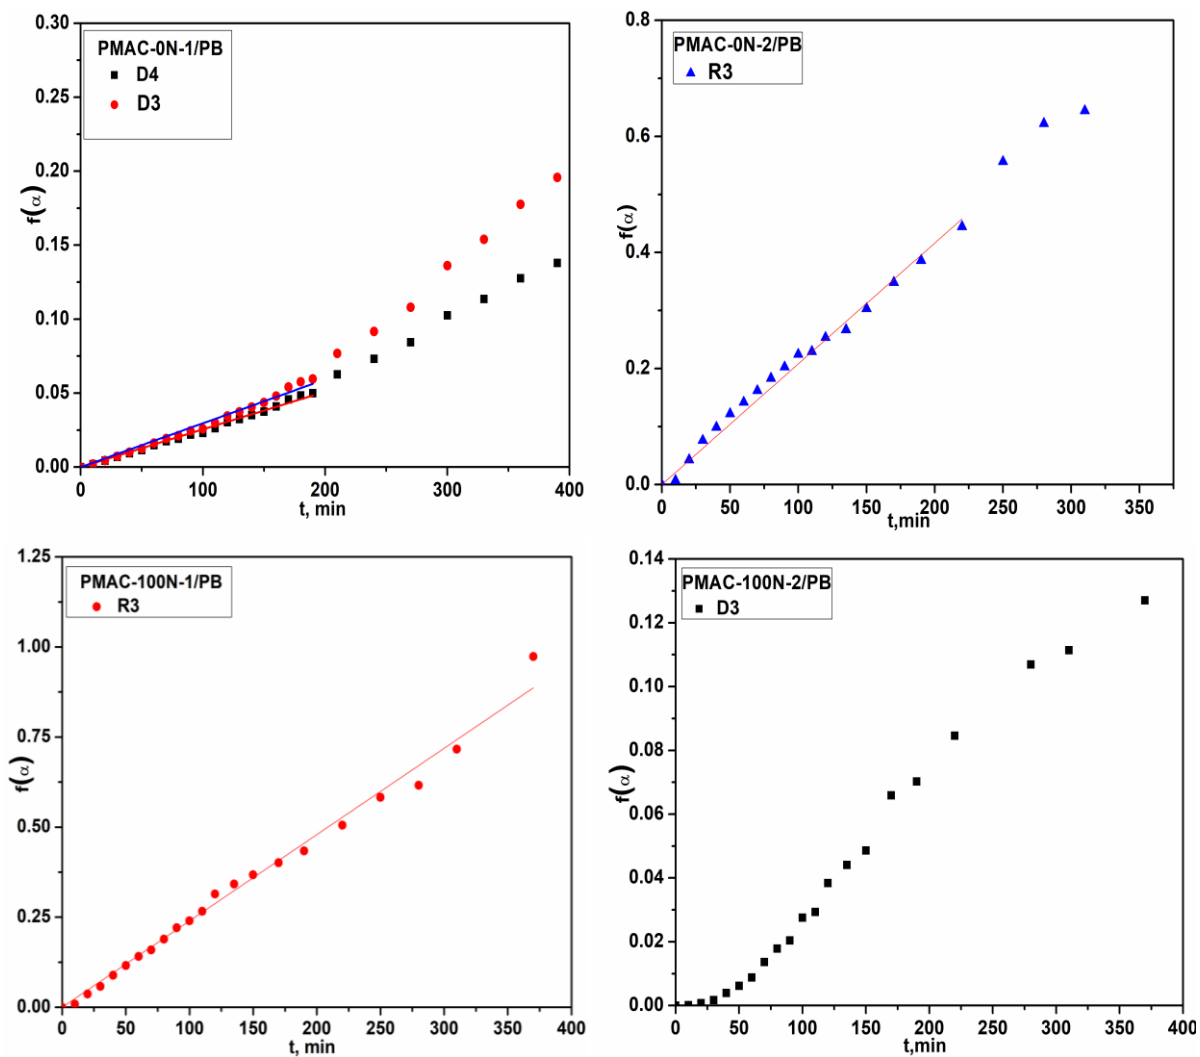 PMAC-0N-1/PB
D4
D3
0.30
0.25
0.20
0.15
0.10
0.05
0.00
f(α)
0 100 200 300 400
t, min
PMAC-0N-2/PB
R3
0.8
0.6
0.4
0.2
0.0
f(α)
0 50 100 150 200 250 300 350
t,min
PMAC-100N-1/PB
R3
1.25
1.00
0.75
0.50
0.25
0.00
f(α)
0 50 100 150 200 250 300 350 400
t, min
PMAC-100N-2/PB
D3
0.14
0.12
0.10
0.08
0.06
0.04
0.02
0.00
f(α)
0 50 100 150 200 250 300 350 400
t, min